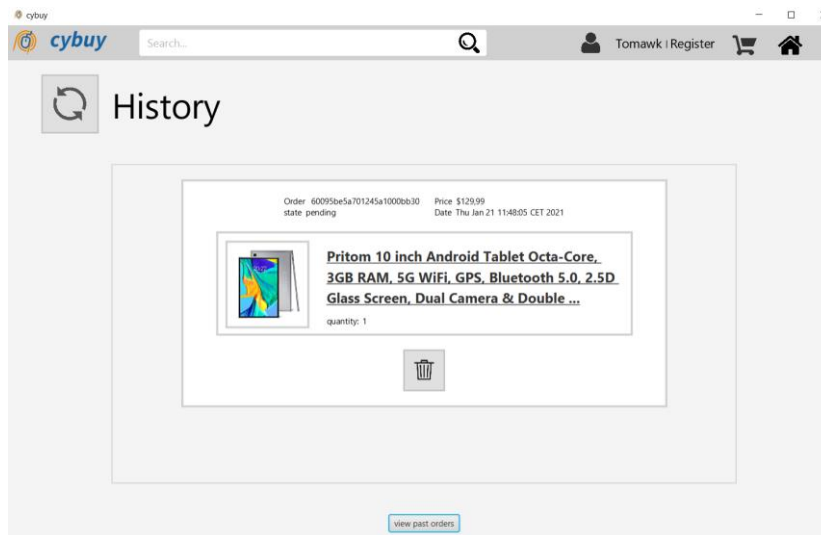 cybuy
cybuy
Search...
Tomawk | Register
History
Order 60095be5a701245a1000bb30 Price $129,99
state pending Date Thu Jan 21 11:48:05 CET 2021
Pritom 10 inch Android Tablet Octa-Core,
3GB RAM, 5G WiFi, GPS, Bluetooth 5.0, 2.5D
Glass Screen, Dual Camera & Double ...
quantity: 1
view past orders